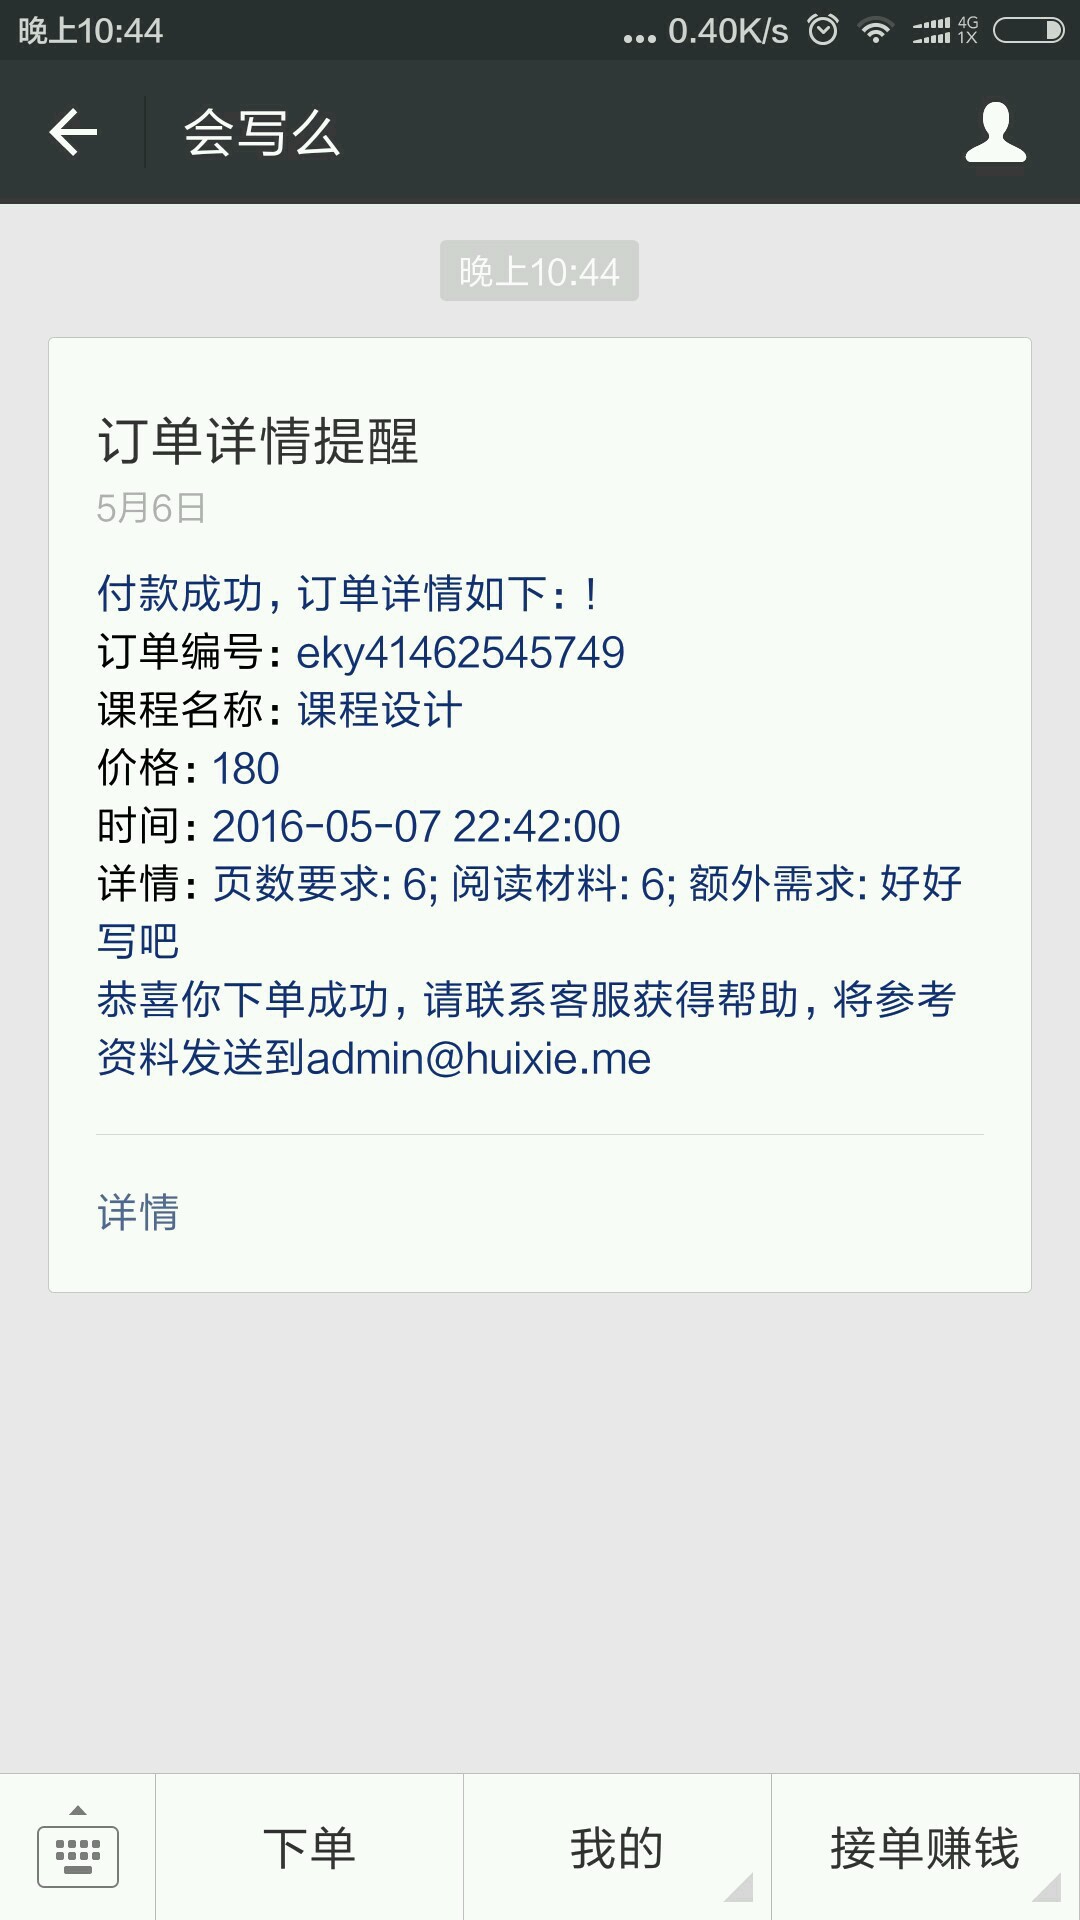 晚上10:44
... 0.40K/s 4G 1X
会写么
晚上10:44
订单详情提醒
5月6日
付款成功, 订单详情如下: !
订单编号: eky41462545749
课程名称: 课程设计
价格: 180
时间: 2016-05-07 22:42:00
详情: 页数要求: 6; 阅读材料: 6; 额外需求: 好好
写吧
恭喜你下单成功, 请联系客服获得帮助, 将参考
资料发送到admin@huixie.me
详情
下单
我的
接单赚钱